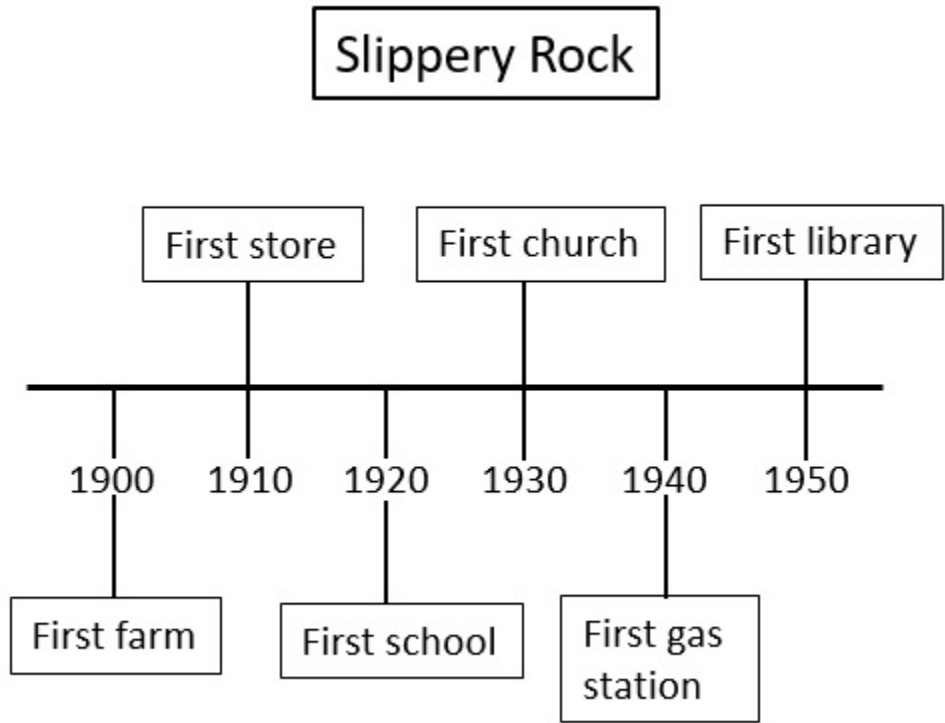 Slippery Rock
First store
First church
First library
1900
1910
1920
1930
1940
1950
First farm
First school
First gas
station